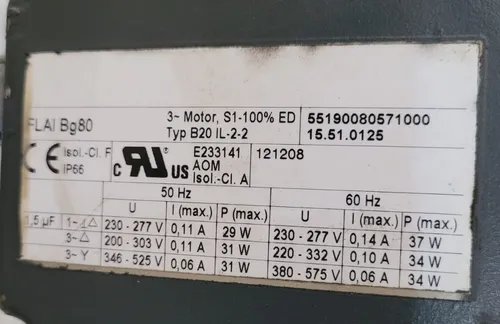 FLAI Bg80
3~ Motor, S1-100% ED
Typ B20 IL-2-2
55190080571000
15.51.0125
CE Isol.-Cl. F
IP66
C RU US
E233141
AOM
Isol.-Cl. A
121208
50 Hz 60 Hz
U I (max.) P (max.) U I (max.) P (max.)
1,5 µF 1~ △ 230 - 277 V 0,11 A 29 W 230 - 277 V 0,14 A 37 W
3~ △ 200 - 303 V 0,11 A 31 W 220 - 332 V 0,10 A 34 W
3~ Y 346 - 525 V 0,06 A 31 W 380 - 575 V 0,06 A 34 W